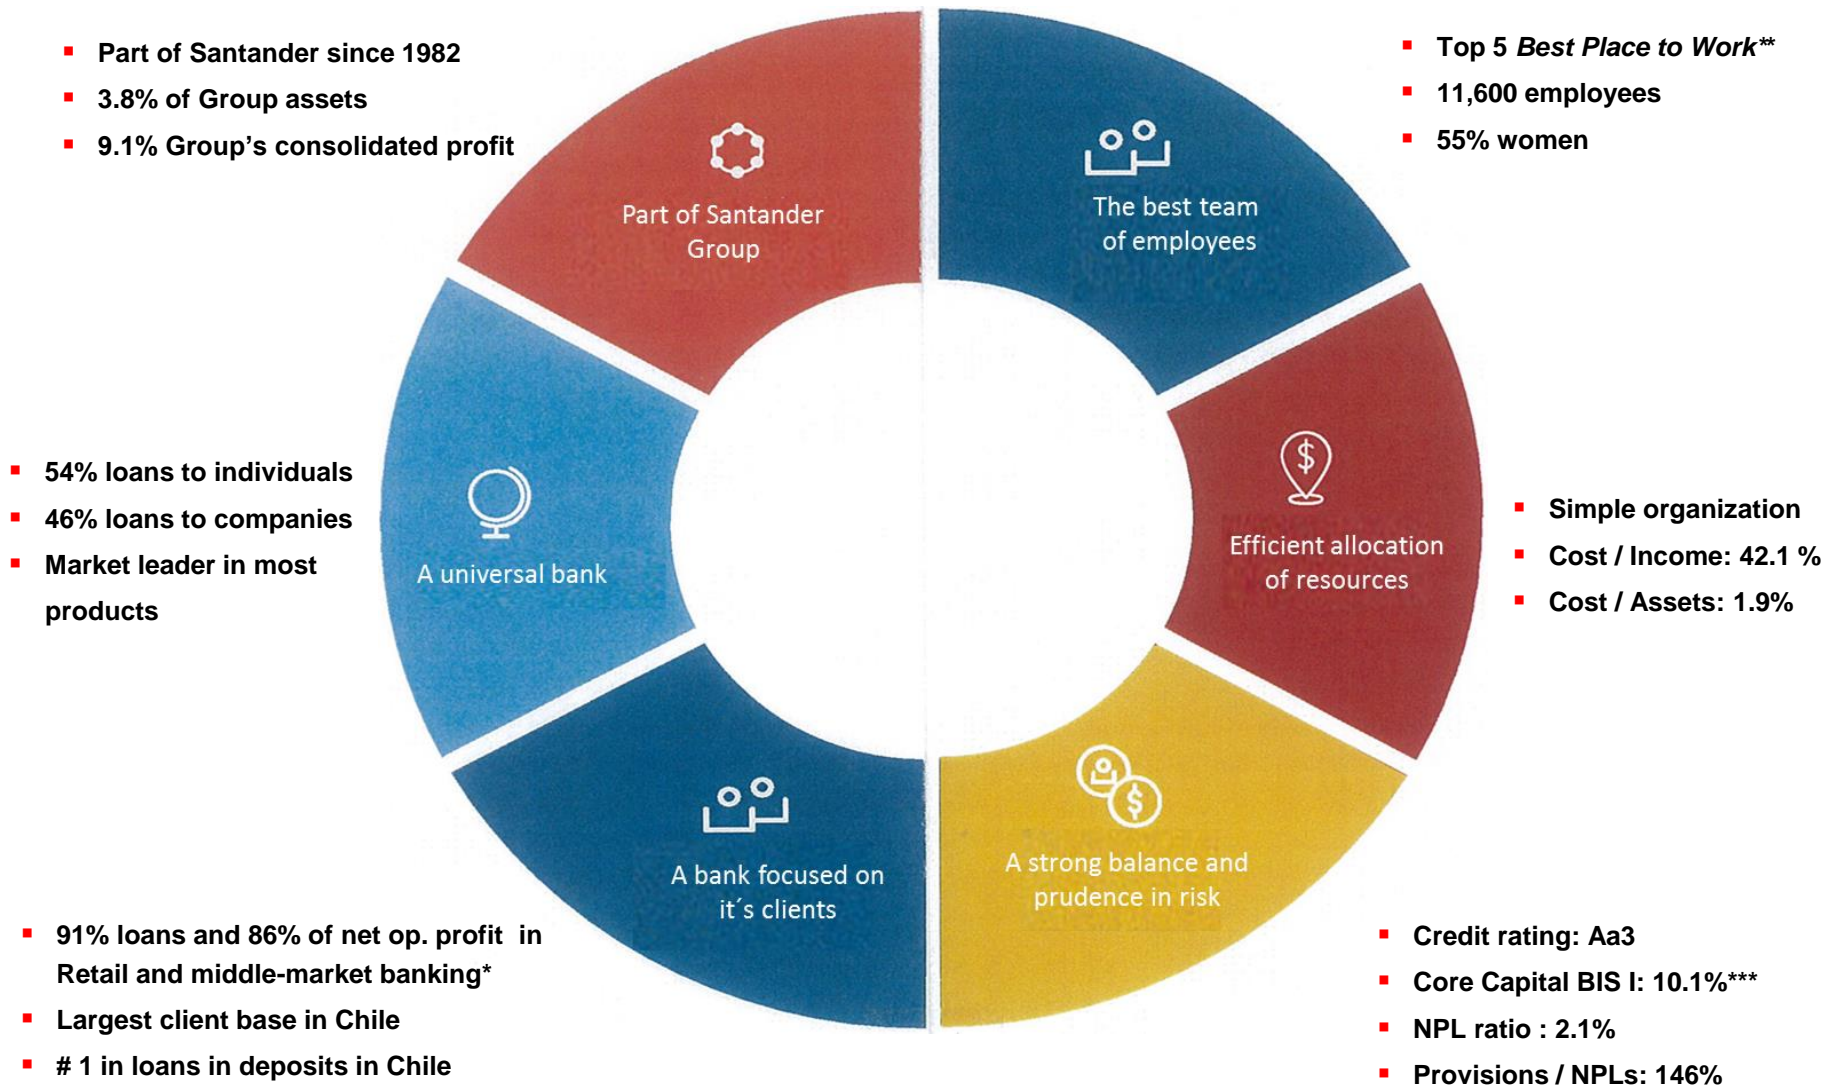 Part of Santander since 1982
3.8% of Group assets
9.1% Group’s consolidated profit
Top 5 Best Place to Work**
11,600 employees
55% women
Part of Santander
Group
The best team
of employees
54% loans to individuals
46% loans to companies
Market leader in most
products
A universal bank
Efficient allocation
of resources
Simple organization
Cost / Income: 42.1 %
Cost / Assets: 1.9%
A bank focused on
it´s clients
A strong balance and
prudence in risk
91% loans and 86% of net op. profit  in
Retail and middle-market banking*
Largest client base in Chile
# 1 in loans in deposits in Chile
Credit rating: Aa3
Core Capital BIS I: 10.1%***
NPL ratio : 2.1%
Provisions / NPLs: 146%